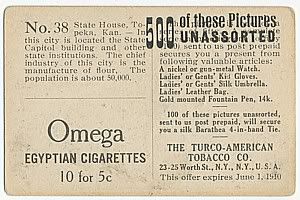 No. 38 State House, To-
peka, Kan. — In
this city is located the State
Capitol building and other
state institutions. The chief
industry of this city is the
manufacture of flour. The
population is about 50,000.
Omega
EGYPTIAN CIGARETTES
10 for 5c
500 of these Pictures
UNASSORTED,
sent to us post prepaid
secures you a present from
following valuable articles:
A nickel or gun-metal Watch.
Ladies' or Gents' Kid Gloves.
Ladies' or Gents' Silk Umbrella.
Ladies' Leather Bag.
Gold mounted Fountain Pen, 14k.
100 of these pictures unassorted,
sent to us post prepaid, will secure
you a silk Barathea 4-in-hand Tie.
THE TURCO-AMERICAN
TOBACCO CO.
23-25 Worth St., N.Y., N.Y., U.S.A.
This offer expires June 1, 1910